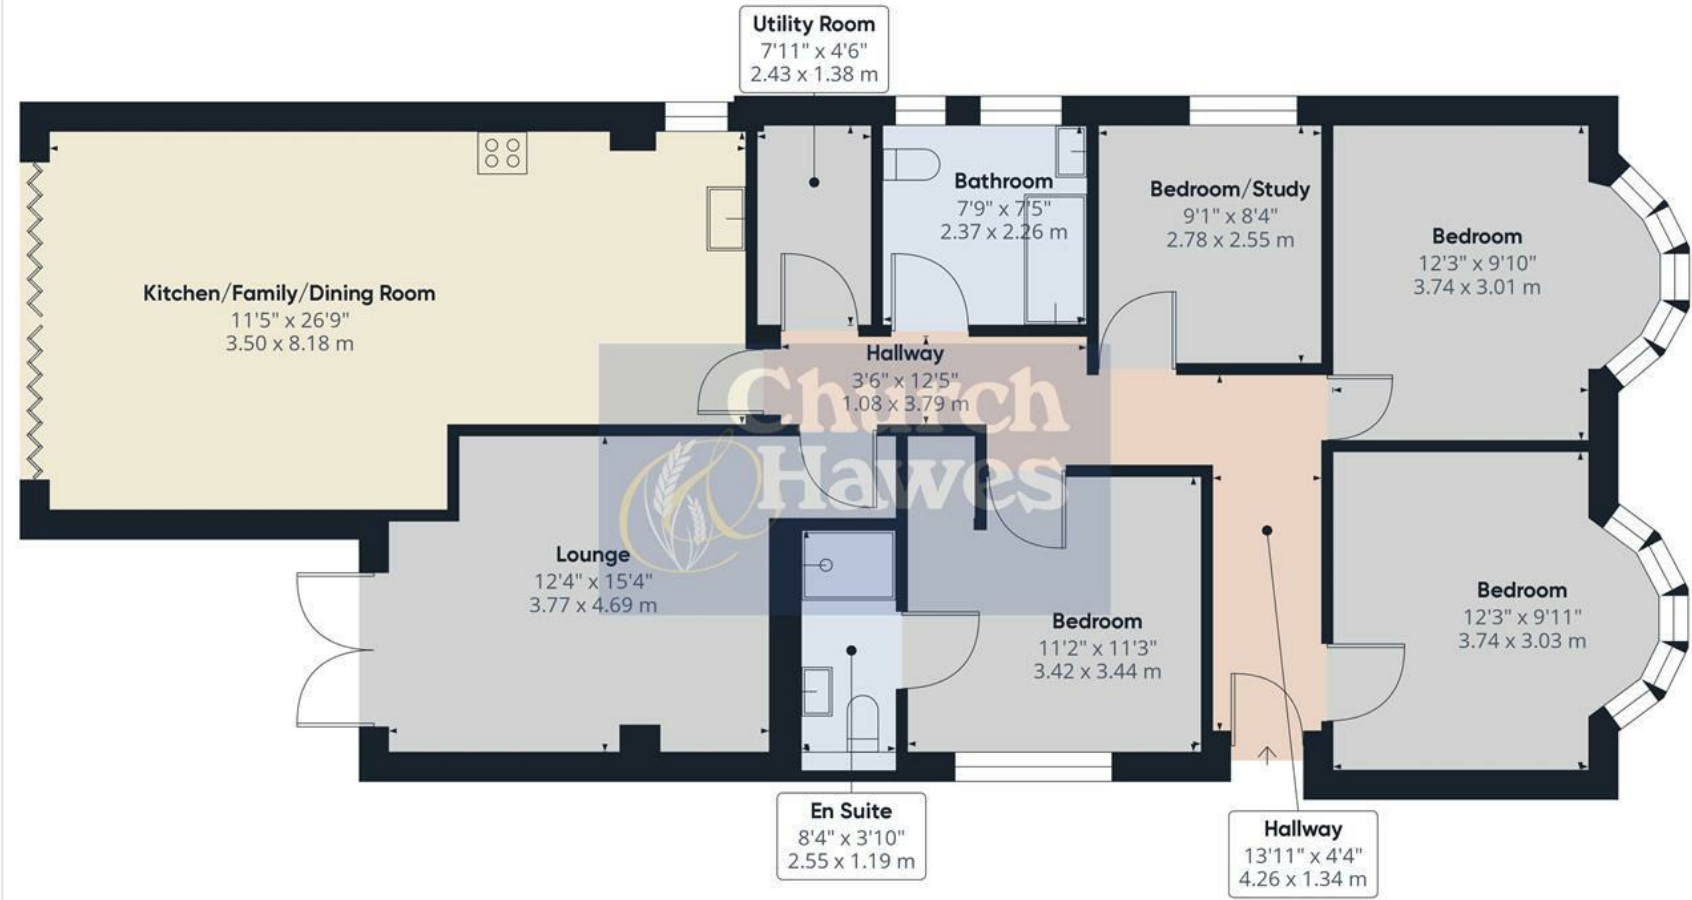 Utility Room
7'11" x 4'6"
2.43 x 1.38 m
Kitchen/Family/Dining Room
11'5" x 26'9"
3.50 x 8.18 m
Bathroom
7'9" x 7'5"
2.37 x 2.26 m
Bedroom/Study
9'1" x 8'4"
2.78 x 2.55 m
Bedroom
12'3" x 9'10"
3.74 x 3.01 m
Hallway
3'6" x 12'5"
1.08 x 3.79 m
Church
& Hawes
Lounge
12'4" x 15'4"
3.77 x 4.69 m
Bedroom
11'2" x 11'3"
3.42 x 3.44 m
Bedroom
12'3" x 9'11"
3.74 x 3.03 m
En Suite
8'4" x 3'10"
2.55 x 1.19 m
Hallway
13'11" x 4'4"
4.26 x 1.34 m